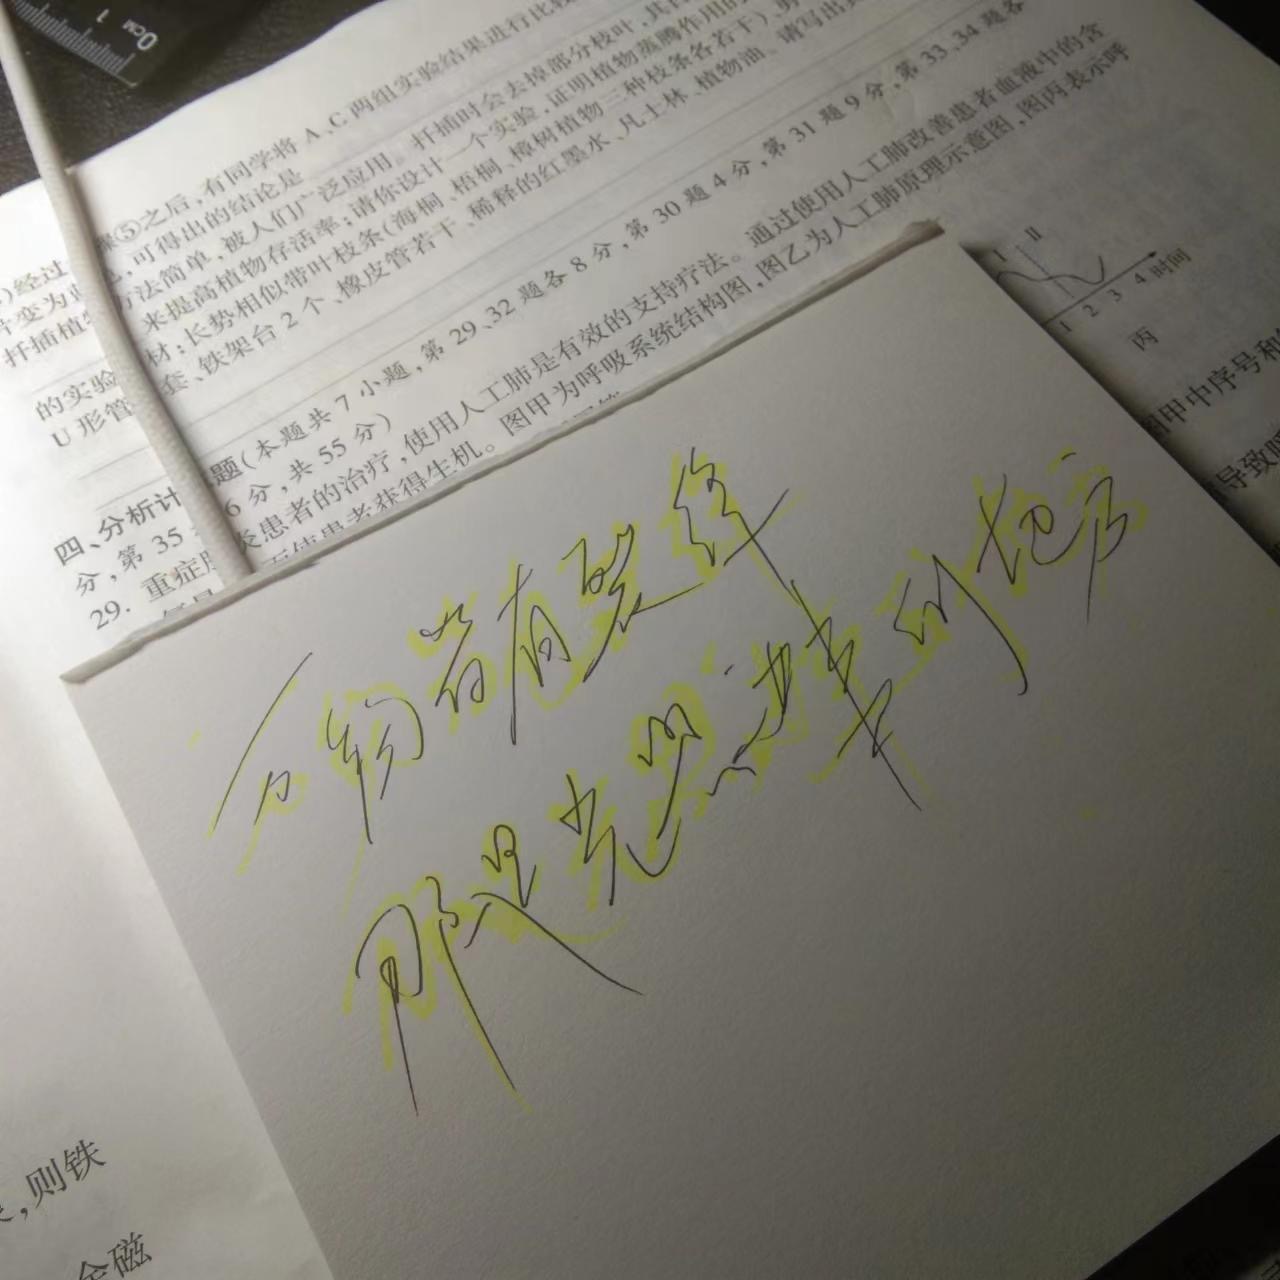 1
0cm
)经过
骤⑤之后,有同学将 A、C 两组实验结果进行比较
,可得出的结论是
方法简单,被人们广泛应用。扦插时会去掉部分枝叶,其
扦插植
来提高植物存活率;请你设计一个实验,证明植物蒸腾作用的
材:长势相似带叶枝条(海桐、梧桐、樟树植物三种枝条各若干)、
的实验
套、铁架台 2 个、橡皮管若干、稀释的红墨水、凡士林、植物油。请写出
U 形管
四、分析计 题(本题共 7 小题,第 29、32 题各 8 分,第 30 题 4 分,第 31 题 9 分,第 33、34 题各
分,第 35 6 分,共 55 分)
29. 重症 炎患者的治疗,使用人工肺是有效的支持疗法。通过使用人工肺改善患者血液中的含
患者获得生机。图甲为呼吸系统结构图,图乙为人工肺原理示意图,图丙表示呼
I
II
1 2 3 4 时间
丙
图甲中序号和
导致呼
万物皆有裂缝
那是光照进来的地方
,则铁
磁